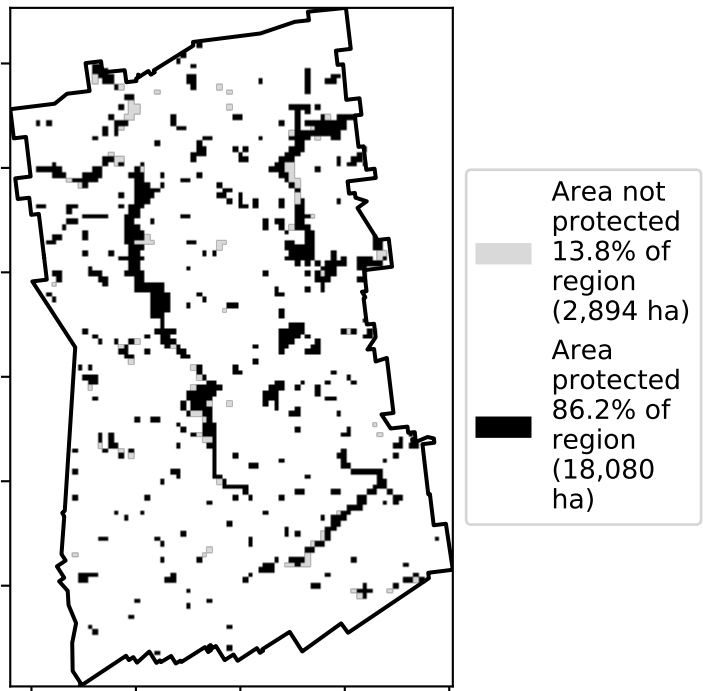 Area not
protected
13.8% of
region
(2,894 ha)
Area
protected
86.2% of
region
(18,080
ha)